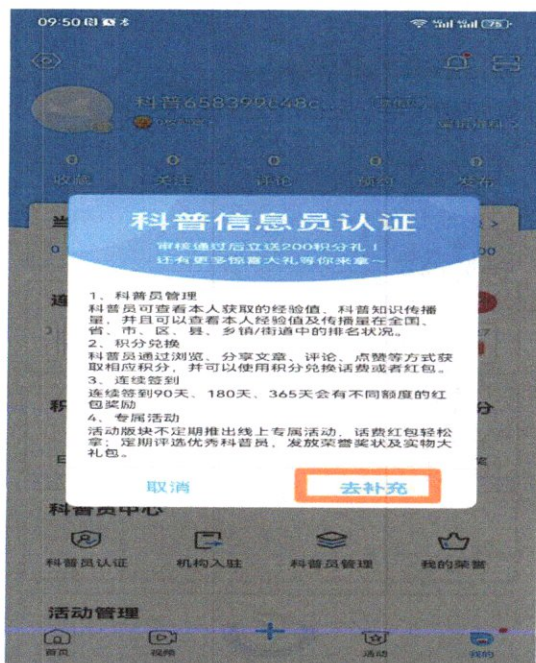 09:50
75
科普658399c48c...
编辑资料 >
0 0 0 0 0
收藏 关注 评论 预约 发布
科普信息员认证
审核通过后立送200积分礼！
还有更多惊喜大礼等你来拿~
1、科普员管理
科普员可查看本人获取的经验值、科普知识传播
量，并且可以查看本人经验值及传播量在全国、
省、市、区、县、乡镇/街道中的排名状况。
2、积分兑换
科普员通过浏览、分享文章、评论、点赞等方式获
取相应积分，并可以使用积分兑换话费或者红包。
3、连续签到
连续签到90天、180天、365天会有不同额度的红
包奖励
4、专属活动
活动版块不定期推出线上专属活动，话费红包轻松
拿；定期评选优秀科普员，发放荣誉奖状及实物大
礼包。
取消 去补充
科普员中心
科普员认证 机构入驻 科普员管理 我的荣誉
活动管理
首页 视频 活动 我的